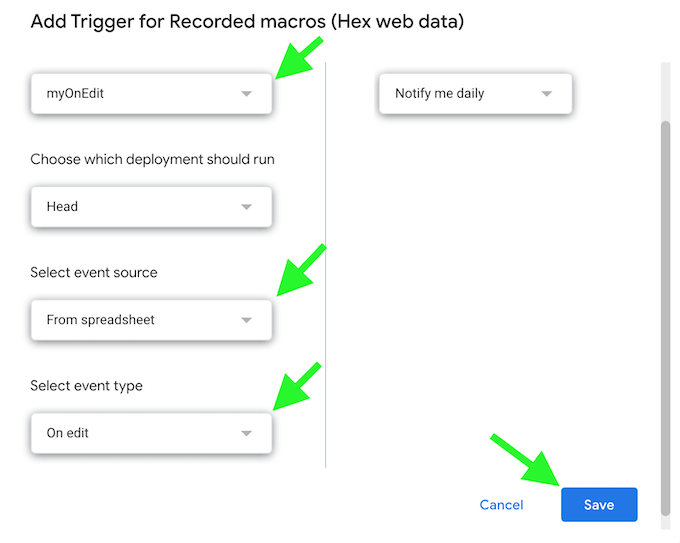 Add Trigger for Recorded macros (Hex web data)
myOnEdit
Notify me daily
Choose which deployment should run
Head
Select event source
From spreadsheet
Select event type
On edit
Cancel
Save